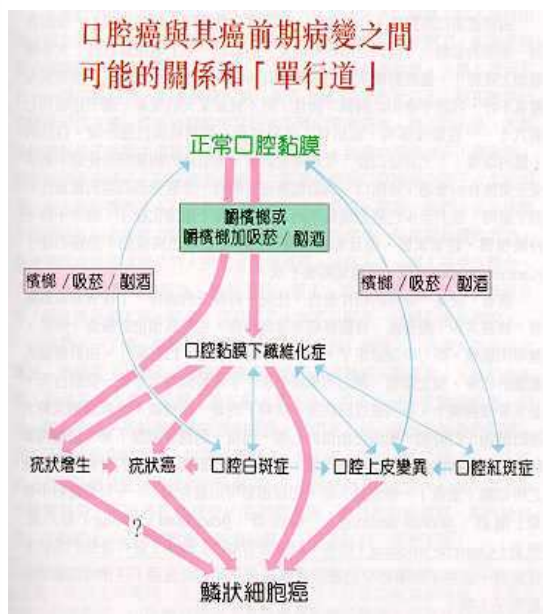 口腔癌與其癌前期病變之間
可能的關係和「單行道」
正常口腔黏膜
嚼檳榔或
嚼檳榔加吸菸/酗酒
檳榔/吸菸/酗酒
檳榔/吸菸/酗酒
口腔黏膜下纖維化症
疣狀增生
疣狀癌
口腔白斑症
口腔上皮變異
口腔紅斑症
?
鱗狀細胞癌